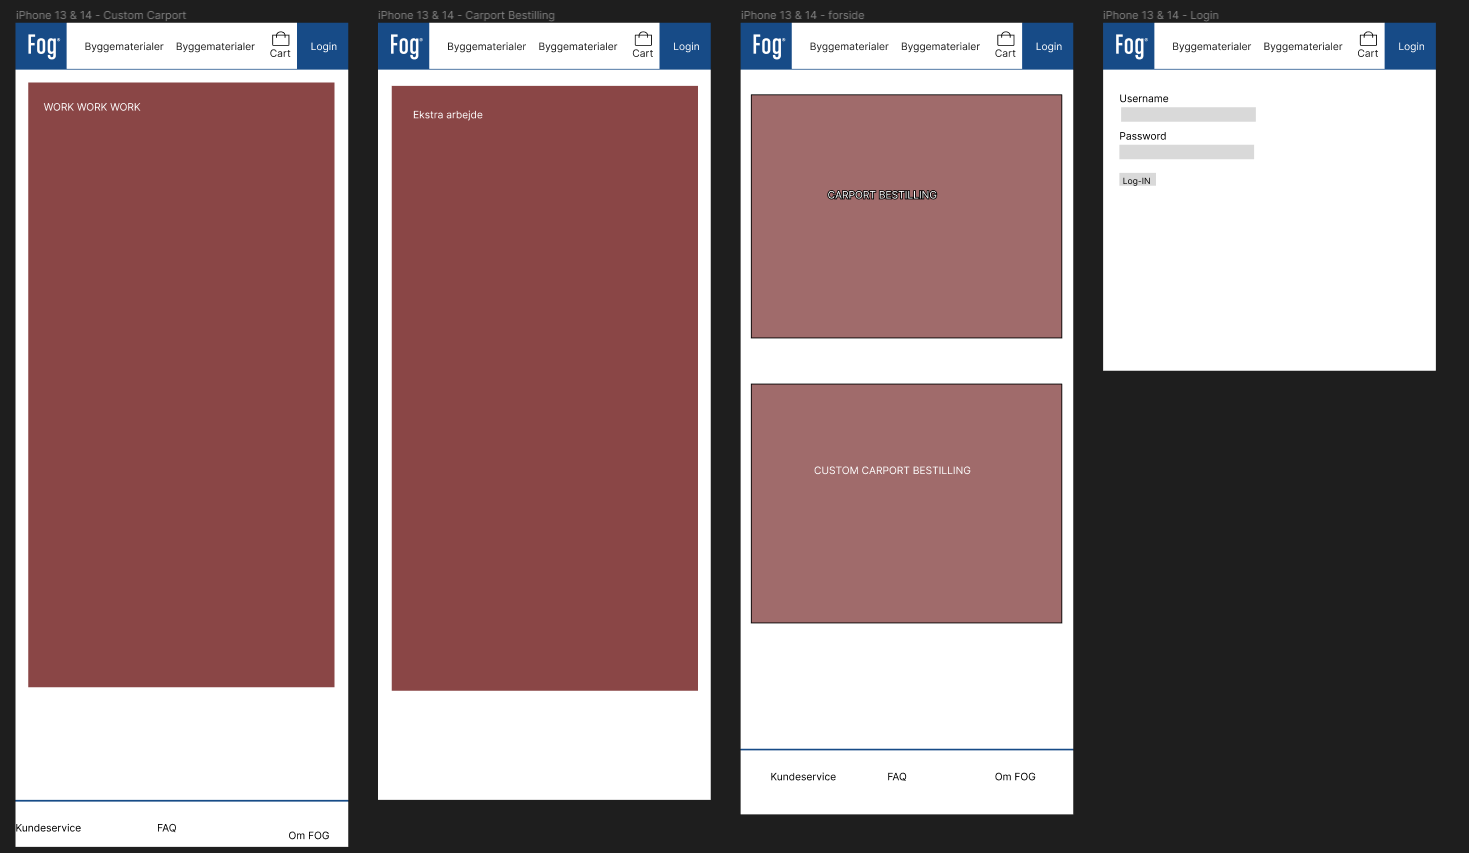 iPhone 13 & 14 - Custom Carport
Fog®
Byggematerialer
Byggematerialer
Cart
Login
WORK WORK WORK
Kundeservice
FAQ
Om FOG
iPhone 13 & 14 - Carport Bestilling
Fog®
Byggematerialer
Byggematerialer
Cart
Login
Ekstra arbejde
iPhone 13 & 14 - forside
Fog®
Byggematerialer
Byggematerialer
Cart
Login
CARPORT BESTILLING
CUSTOM CARPORT BESTILLING
Kundeservice
FAQ
Om FOG
iPhone 13 & 14 - Login
Fog®
Byggematerialer
Byggematerialer
Cart
Login
Username
Password
Log-IN